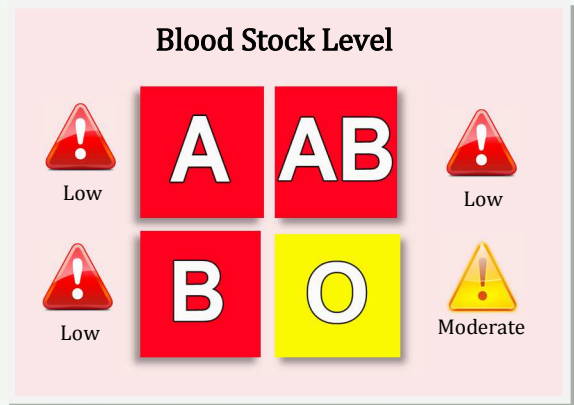 Blood Stock Level
A AB
Low Low
B O
Low Moderate